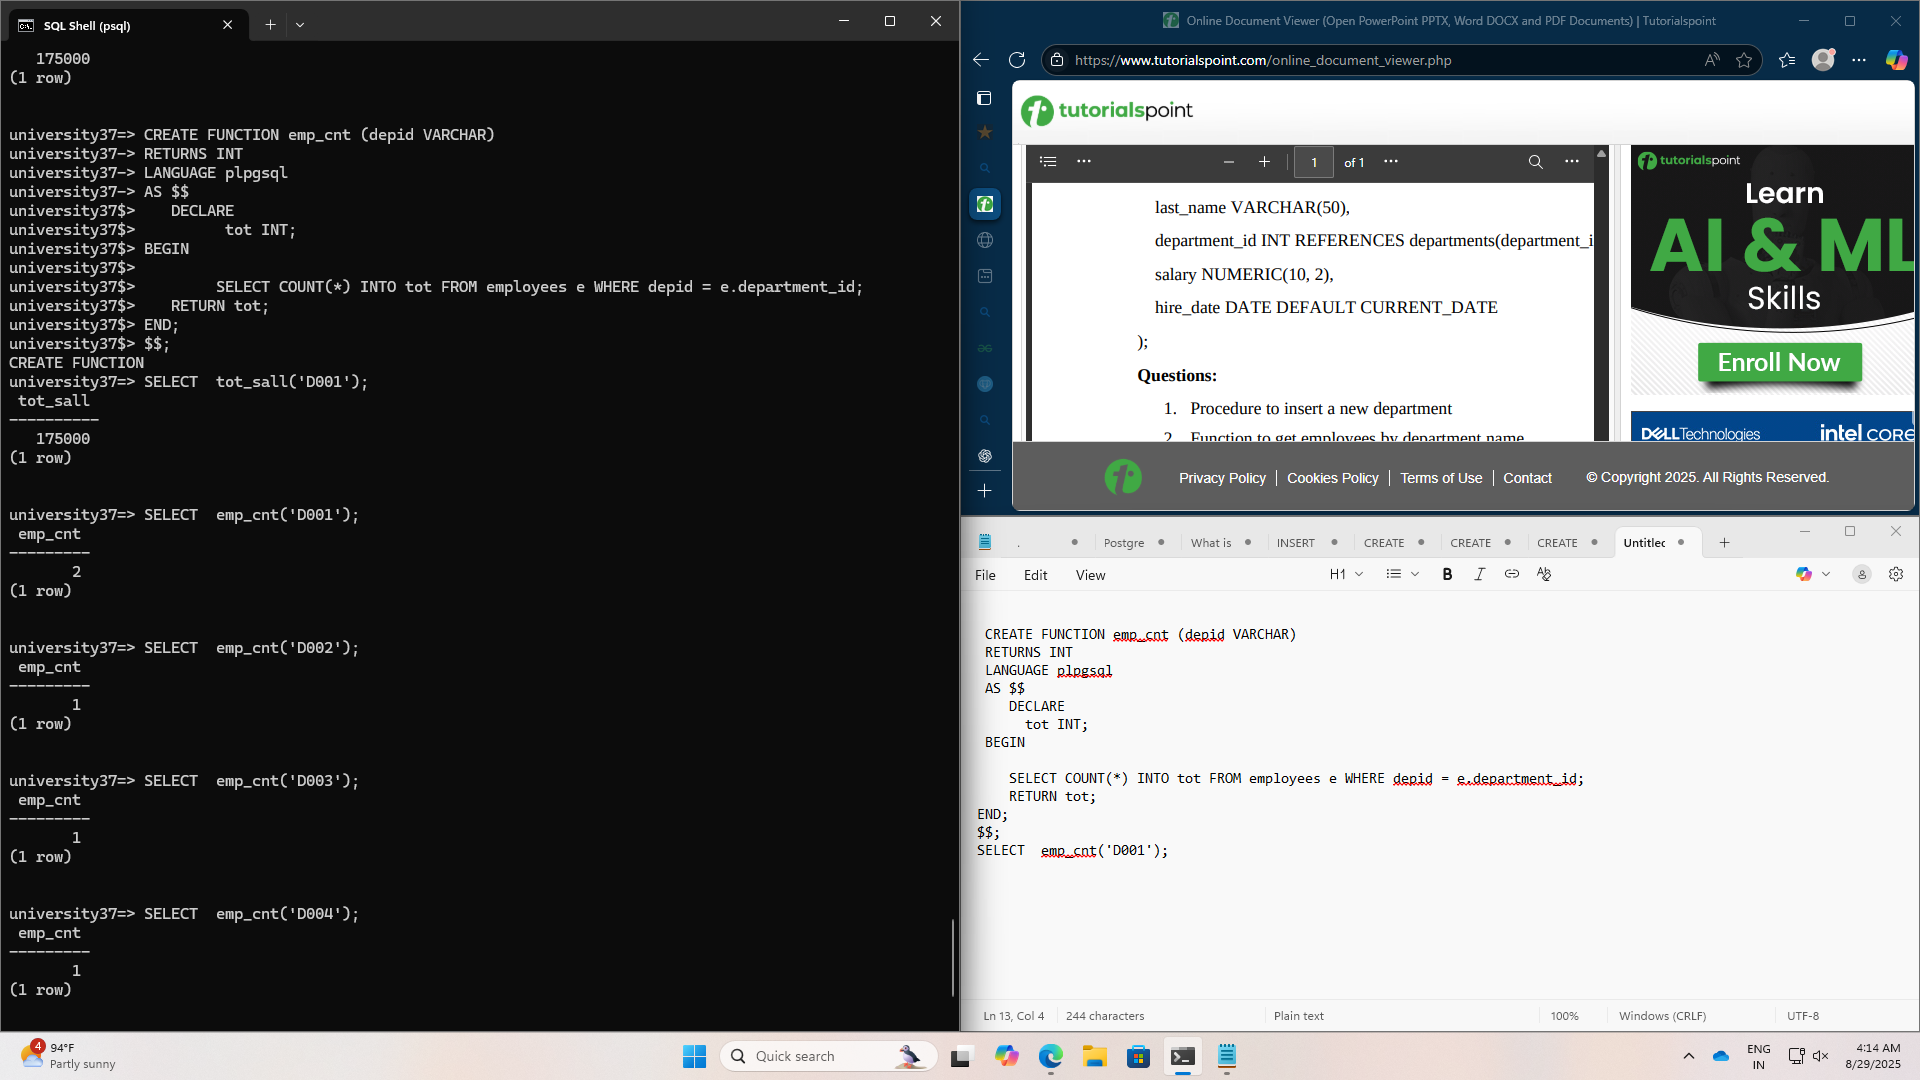 SQL Shell (psql)
175000
(1 row)
university37=> CREATE FUNCTION emp_cnt (depid VARCHAR)
university37-> RETURNS INT
university37-> LANGUAGE plpgsql
university37-> AS $$
university37$>    DECLARE
university37$>          tot INT;
university37$> BEGIN
university37$>
university37$>         SELECT COUNT(*) INTO tot FROM employees e WHERE depid = e.department_id;
university37$>    RETURN tot;
university37$> END;
university37$> $$;
CREATE FUNCTION
university37=> SELECT  tot_sall('D001');
tot_sall
----------
175000
(1 row)
university37=> SELECT  emp_cnt('D001');
emp_cnt
---------
2
(1 row)
university37=> SELECT  emp_cnt('D002');
emp_cnt
---------
1
(1 row)
university37=> SELECT  emp_cnt('D003');
emp_cnt
---------
1
(1 row)
university37=> SELECT  emp_cnt('D004');
emp_cnt
---------
1
(1 row)
Online Document Viewer (Open PowerPoint PPTX, Word DOCX and PDF Documents) | Tutorialspoint
https://www.tutorialspoint.com/online_document_viewer.php
tutorialspoint
1 of 1
last_name VARCHAR(50),
department_id INT REFERENCES departments(department_i
salary NUMERIC(10, 2),
hire_date DATE DEFAULT CURRENT_DATE
);
Questions:
1. Procedure to insert a new department
2. Function to get employees by department name
tutorialspoint
Learn
AI & ML
Skills
Enroll Now
DELL Technologies
intel CORE
Privacy Policy | Cookies Policy | Terms of Use | Contact
© Copyright 2025. All Rights Reserved.
. Postgre What is INSERT CREATE CREATE CREATE Untitled
File Edit View H1 B I
CREATE FUNCTION emp_cnt (depid VARCHAR)
RETURNS INT
LANGUAGE plpgsql
AS $$
DECLARE
tot INT;
BEGIN
SELECT COUNT(*) INTO tot FROM employees e WHERE depid = e.department_id;
RETURN tot;
END;
$$;
SELECT  emp_cnt('D001');
Ln 13, Col 4 244 characters Plain text 100% Windows (CRLF) UTF-8
4
94°F
Partly sunny
Quick search
ENG
IN
4:14 AM
8/29/2025